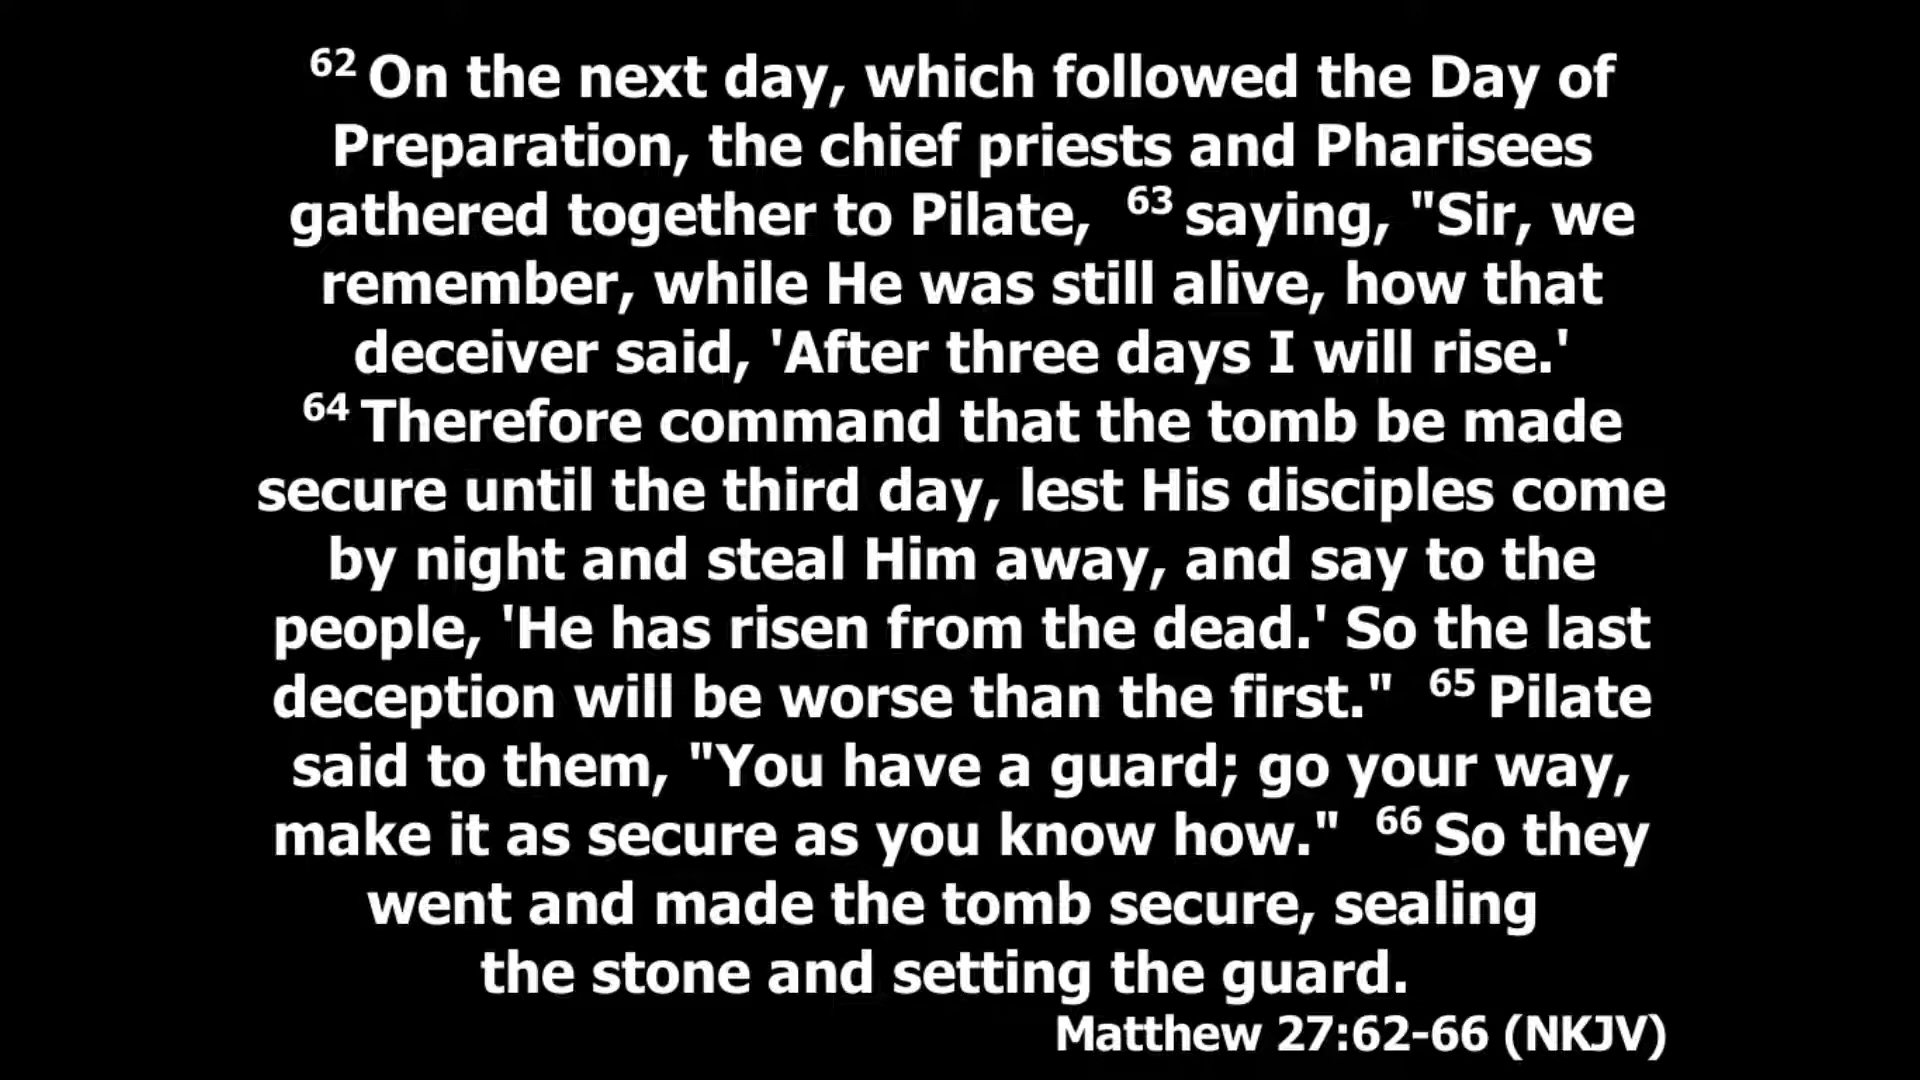 62 On the next day, which followed the Day of
Preparation, the chief priests and Pharisees
gathered together to Pilate, 63 saying, "Sir, we
remember, while He was still alive, how that
deceiver said, 'After three days I will rise.'
64 Therefore command that the tomb be made
secure until the third day, lest His disciples come
by night and steal Him away, and say to the
people, 'He has risen from the dead.' So the last
deception will be worse than the first." 65 Pilate
said to them, "You have a guard; go your way,
make it as secure as you know how." 66 So they
went and made the tomb secure, sealing
the stone and setting the guard.
Matthew 27:62-66 (NKJV)